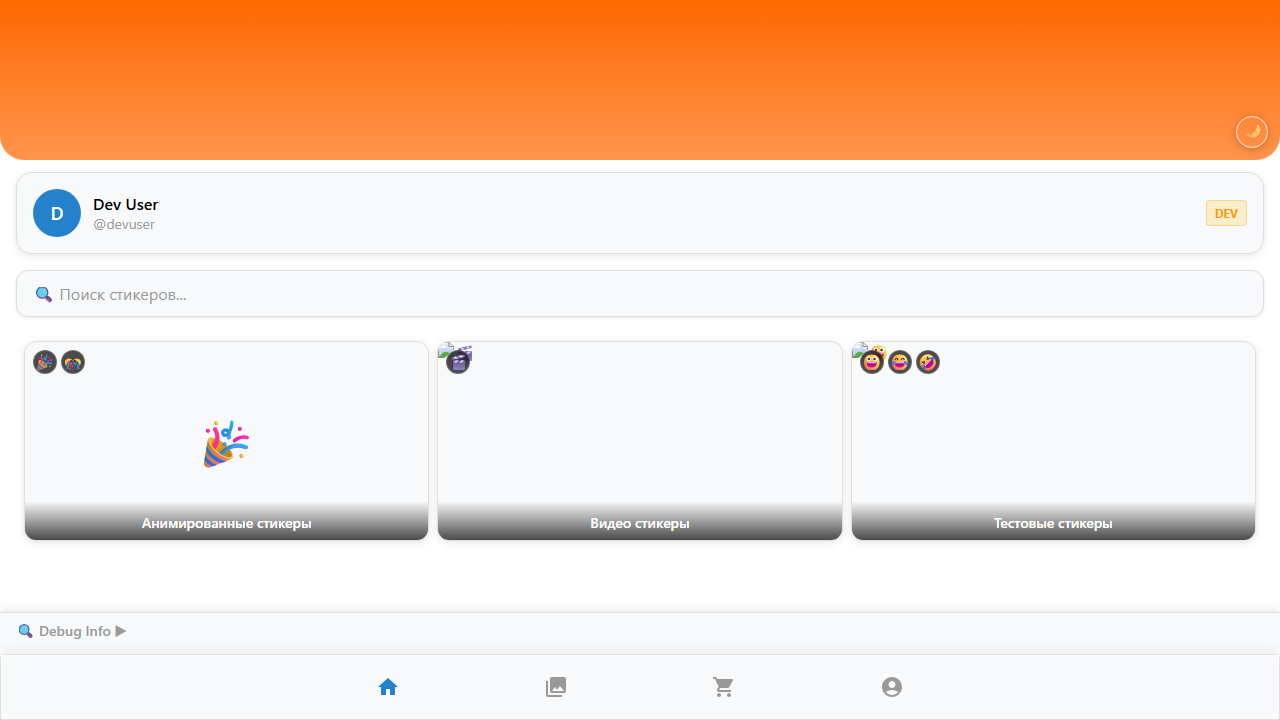 D
Dev User
@devuser
DEV
🔍 Поиск стикеров...
Анимированные стикеры
Видео стикеры
Тестовые стикеры
🔍 Debug Info ▶